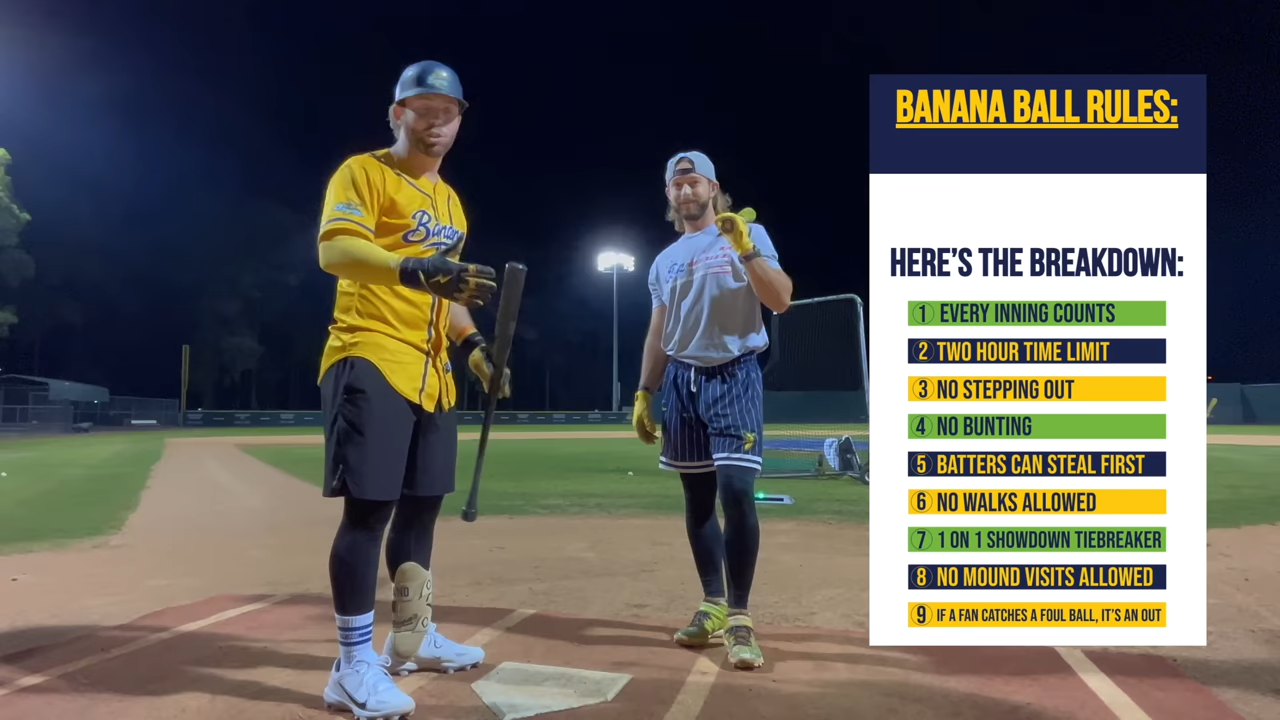 BANANA BALL RULES:
HERE'S THE BREAKDOWN:
1 EVERY INNING COUNTS
2 TWO HOUR TIME LIMIT
3 NO STEPPING OUT
4 NO BUNTING
5 BATTERS CAN STEAL FIRST
6 NO WALKS ALLOWED
7 1 ON 1 SHOWDOWN TIEBREAKER
8 NO MOUND VISITS ALLOWED
9 IF A FAN CATCHES A FOUL BALL, IT'S AN OUT